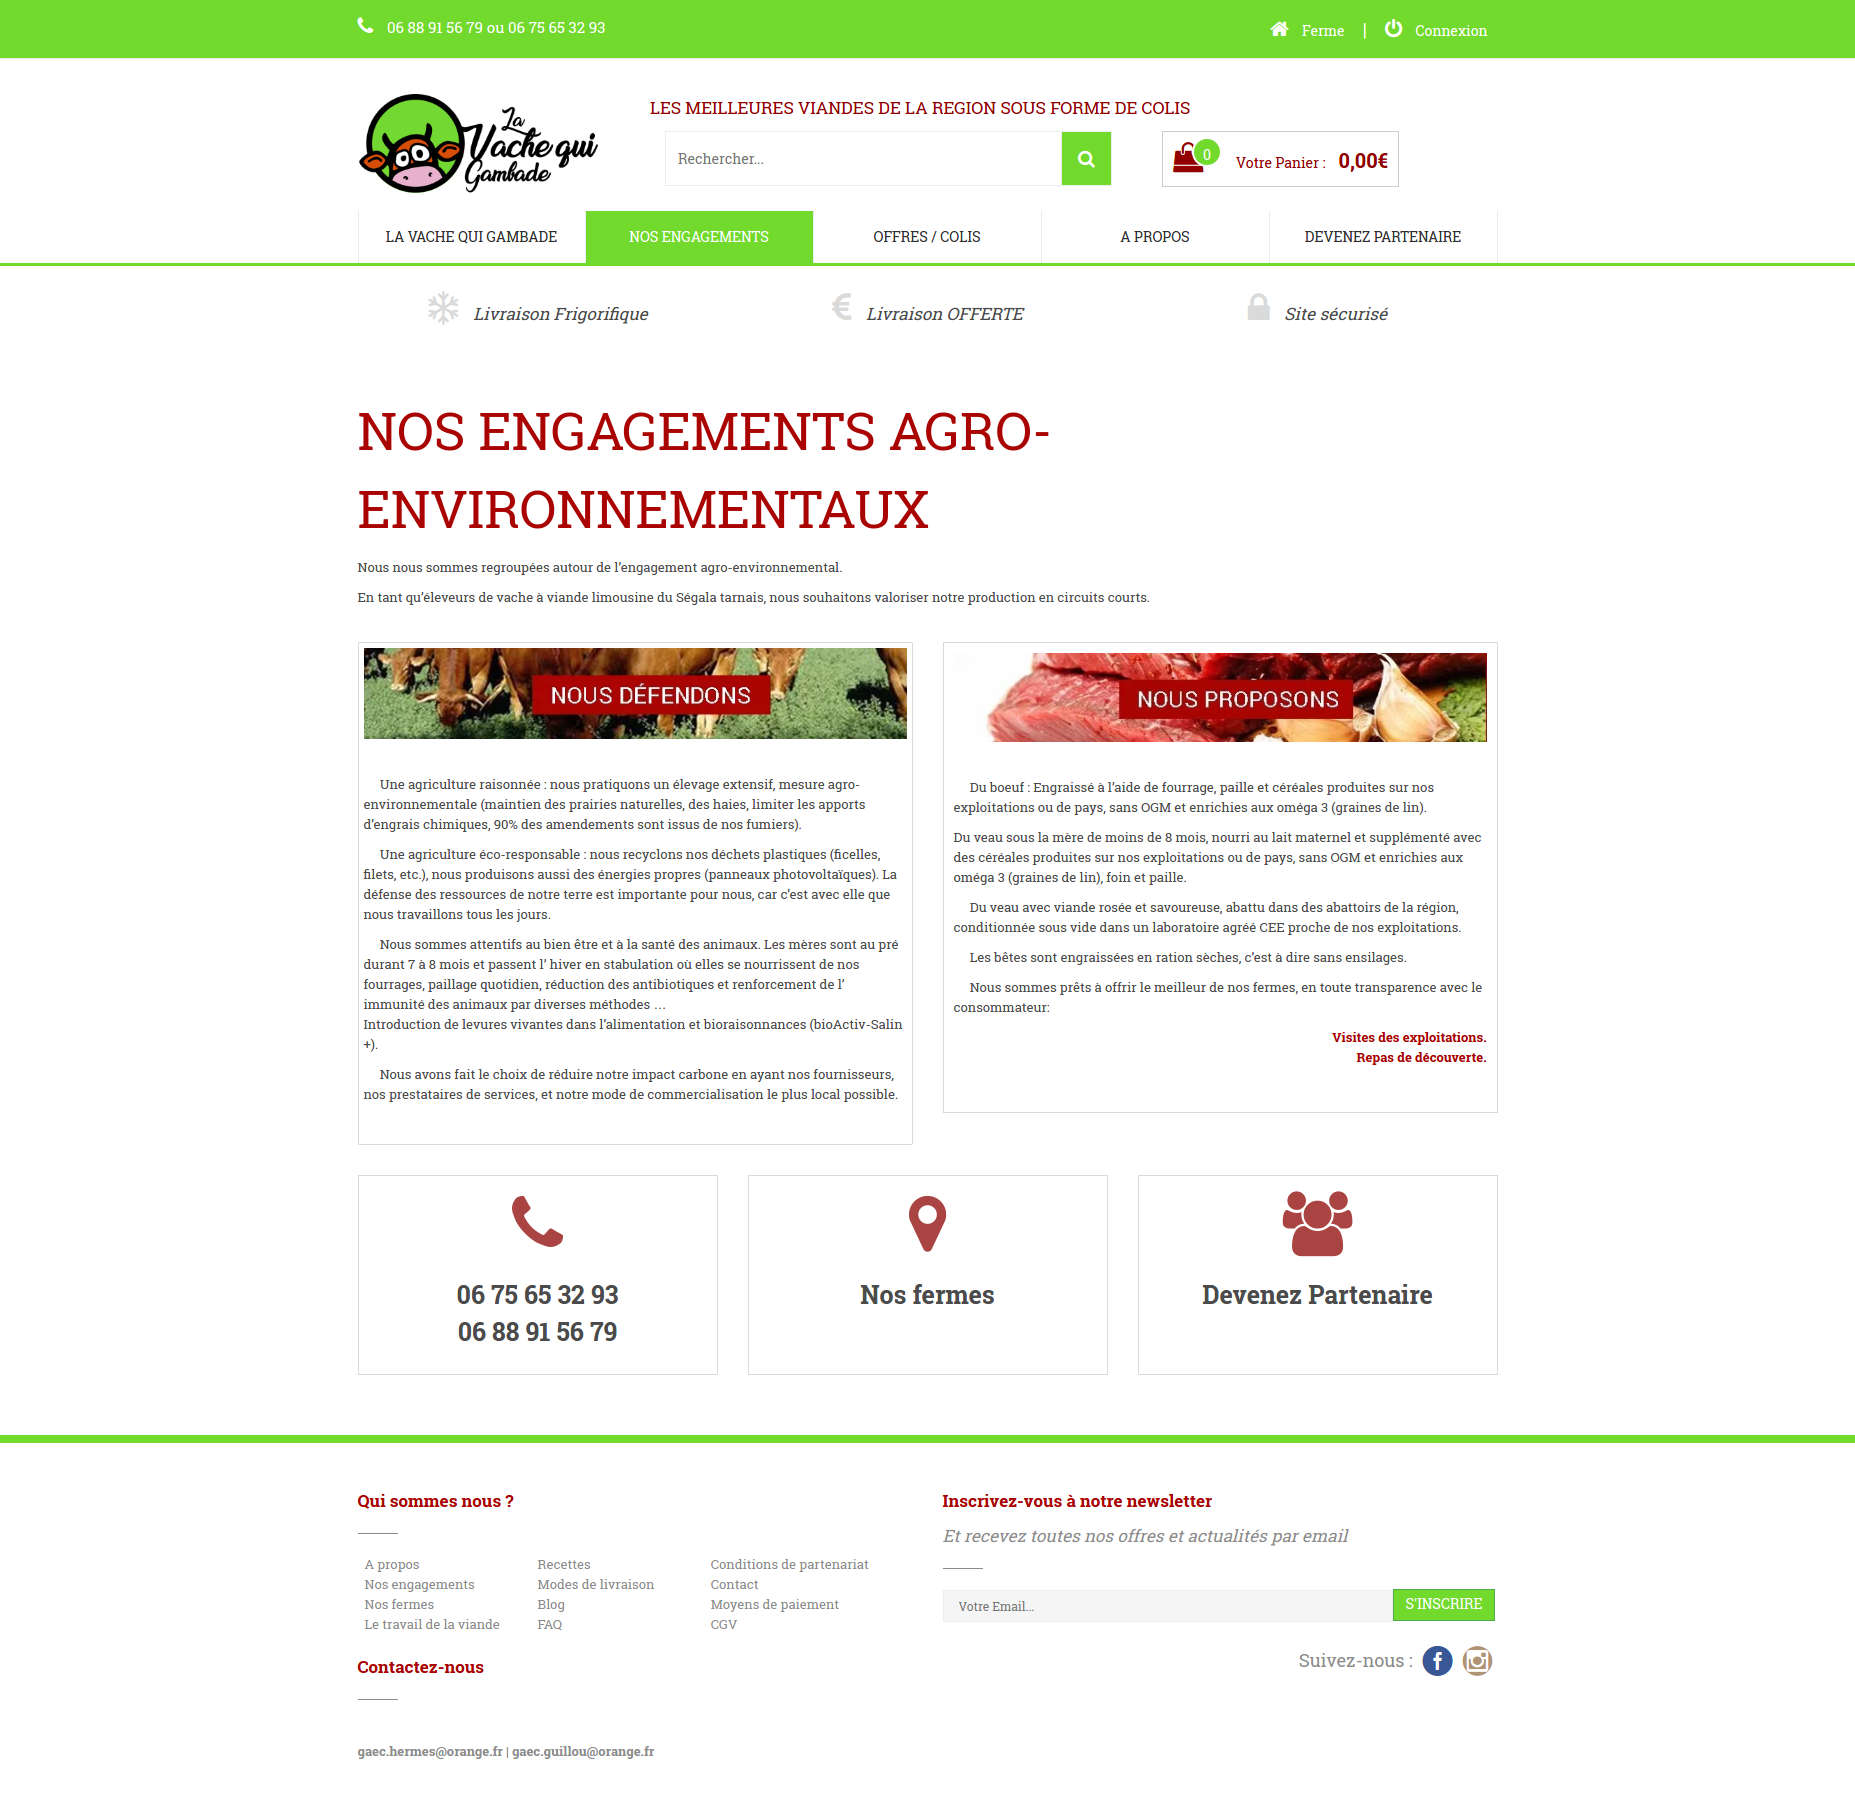 06 88 91 56 79 ou 06 75 65 32 93
Ferme | Connexion
La Vache qui Gambade
LES MEILLEURES VIANDES DE LA REGION SOUS FORME DE COLIS
Rechercher...
0
Votre Panier : 0,00€
LA VACHE QUI GAMBADE
NOS ENGAGEMENTS
OFFRES / COLIS
A PROPOS
DEVENEZ PARTENAIRE
Livraison Frigorifique
Livraison OFFERTE
Site sécurisé
NOS ENGAGEMENTS AGRO-
ENVIRONNEMENTAUX
Nous nous sommes regroupées autour de l'engagement agro-environnemental.
En tant qu'éleveurs de vache à viande limousine du Ségala tarnais, nous souhaitons valoriser notre production en circuits courts.
NOUS DÉFENDONS
Une agriculture raisonnée : nous pratiquons un élevage extensif, mesure agro-
environnementale (maintien des prairies naturelles, des haies, limiter les apports
d'engrais chimiques, 90% des amendements sont issus de nos fumiers).
Une agriculture éco-responsable : nous recyclons nos déchets plastiques (ficelles,
filets, etc.), nous produisons aussi des énergies propres (panneaux photovoltaïques). La
défense des ressources de notre terre est importante pour nous, car c'est avec elle que
nous travaillons tous les jours.
Nous sommes attentifs au bien être et à la santé des animaux. Les mères sont au pré
durant 7 à 8 mois et passent l' hiver en stabulation où elles se nourrissent de nos
fourrages, paillage quotidien, réduction des antibiotiques et renforcement de l'
immunité des animaux par diverses méthodes …
Introduction de levures vivantes dans l'alimentation et bioraisonnances (bioActiv-Salin
+).
Nous avons fait le choix de réduire notre impact carbone en ayant nos fournisseurs,
nos prestataires de services, et notre mode de commercialisation le plus local possible.
NOUS PROPOSONS
Du boeuf : Engraissé à l'aide de fourrage, paille et céréales produites sur nos
exploitations ou de pays, sans OGM et enrichies aux oméga 3 (graines de lin).
Du veau sous la mère de moins de 8 mois, nourri au lait maternel et supplémenté avec
des céréales produites sur nos exploitations ou de pays, sans OGM et enrichies aux
oméga 3 (graines de lin), foin et paille.
Du veau avec viande rosée et savoureuse, abattu dans des abattoirs de la région,
conditionnée sous vide dans un laboratoire agréé CEE proche de nos exploitations.
Les bêtes sont engraissées en ration sèches, c'est à dire sans ensilages.
Nous sommes prêts à offrir le meilleur de nos fermes, en toute transparence avec le
consommateur:
Visites des exploitations.
Repas de découverte.
06 75 65 32 93
06 88 91 56 79
Nos fermes
Devenez Partenaire
Qui sommes nous ?
A propos
Nos engagements
Nos fermes
Le travail de la viande
Recettes
Modes de livraison
Blog
FAQ
Conditions de partenariat
Contact
Moyens de paiement
CGV
Contactez-nous
gaec.hermes@orange.fr | gaec.guillou@orange.fr
Inscrivez-vous à notre newsletter
Et recevez toutes nos offres et actualités par email
Votre Email...
S'INSCRIRE
Suivez-nous :